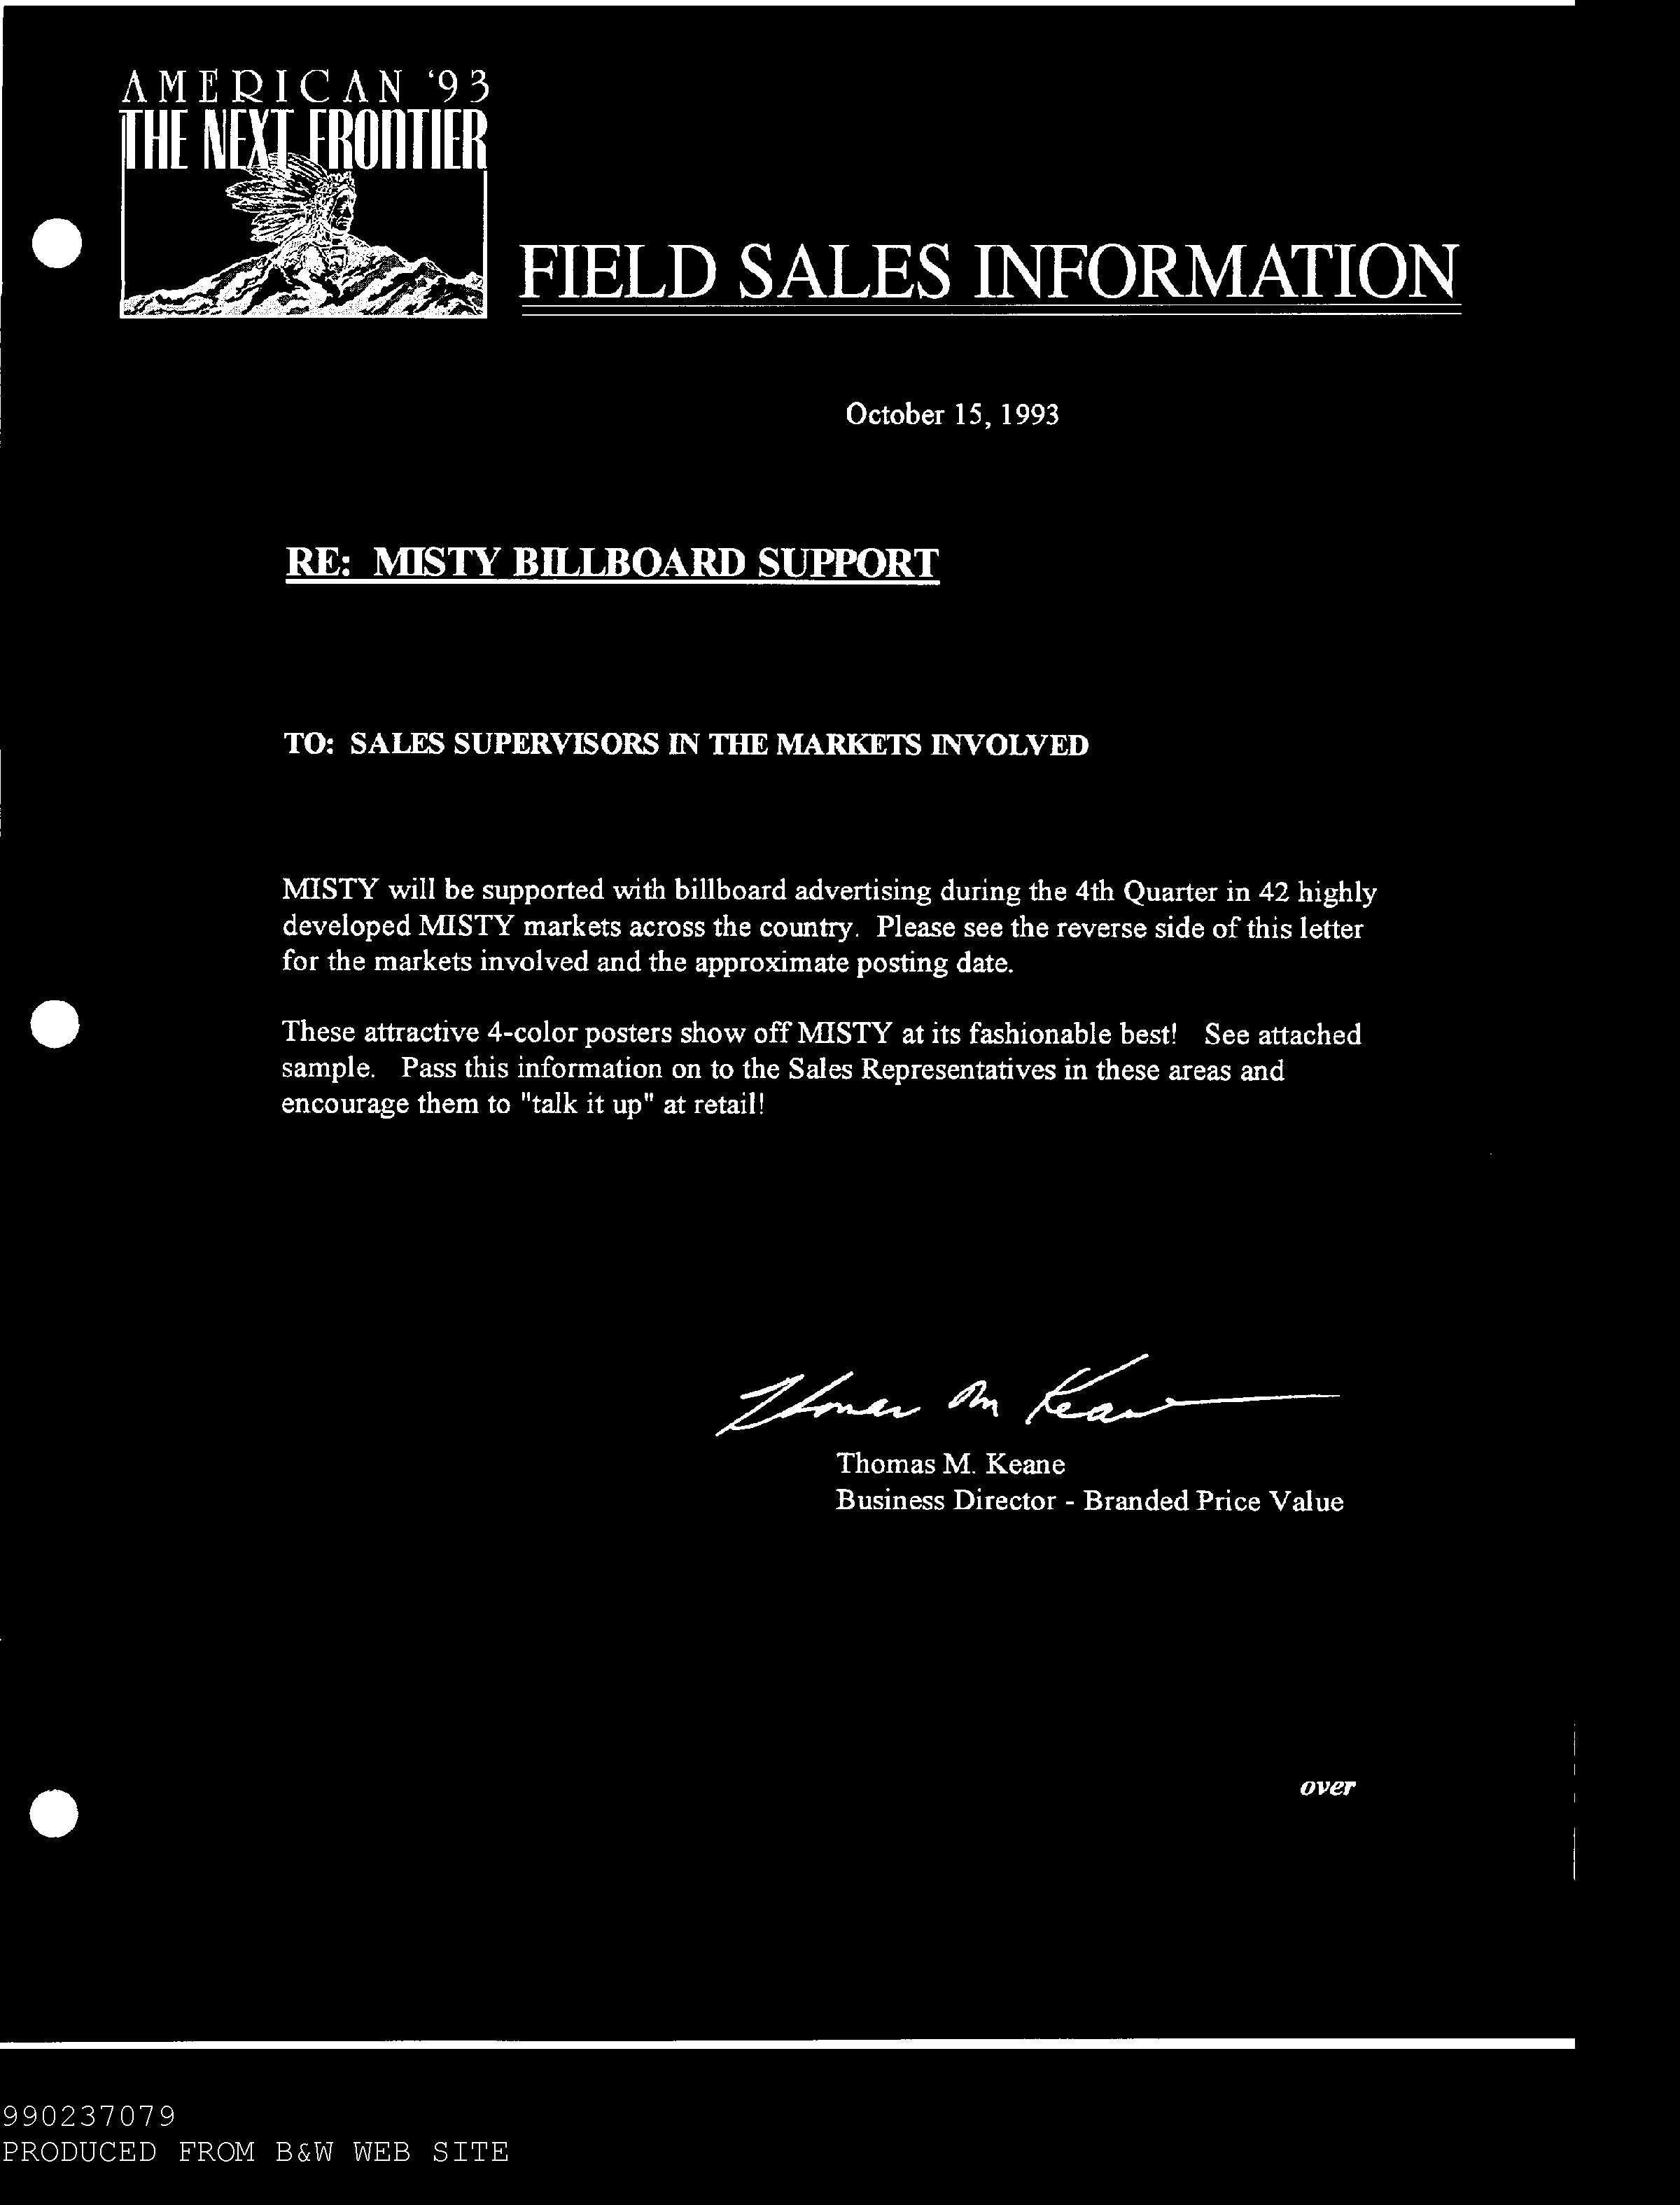 AMERICAN '93
THE NEXT FRONTIER
FIELD SALES INFORMATION
October 15, 1993
RE: MISTY BILLBOARD SUPPORT
TO: SALES SUPERVISORS IN THE MARKETS INVOLVED
MISTY will be supported with billboard advertising during the 4th Quarter in 42 highly
developed MISTY markets across the country. Please see the reverse side of this letter
for the markets involved and the approximate posting date.
These attractive 4-color posters show off MISTY at its fashionable best! See attached
sample. Pass this information on to the Sales Representatives in these areas and
encourage them to "talk it up" at retail!
Thomas M Keane
Thomas M. Keane
Business Director - Branded Price Value
over
990237079
PRODUCED FROM B&W WEB SITE